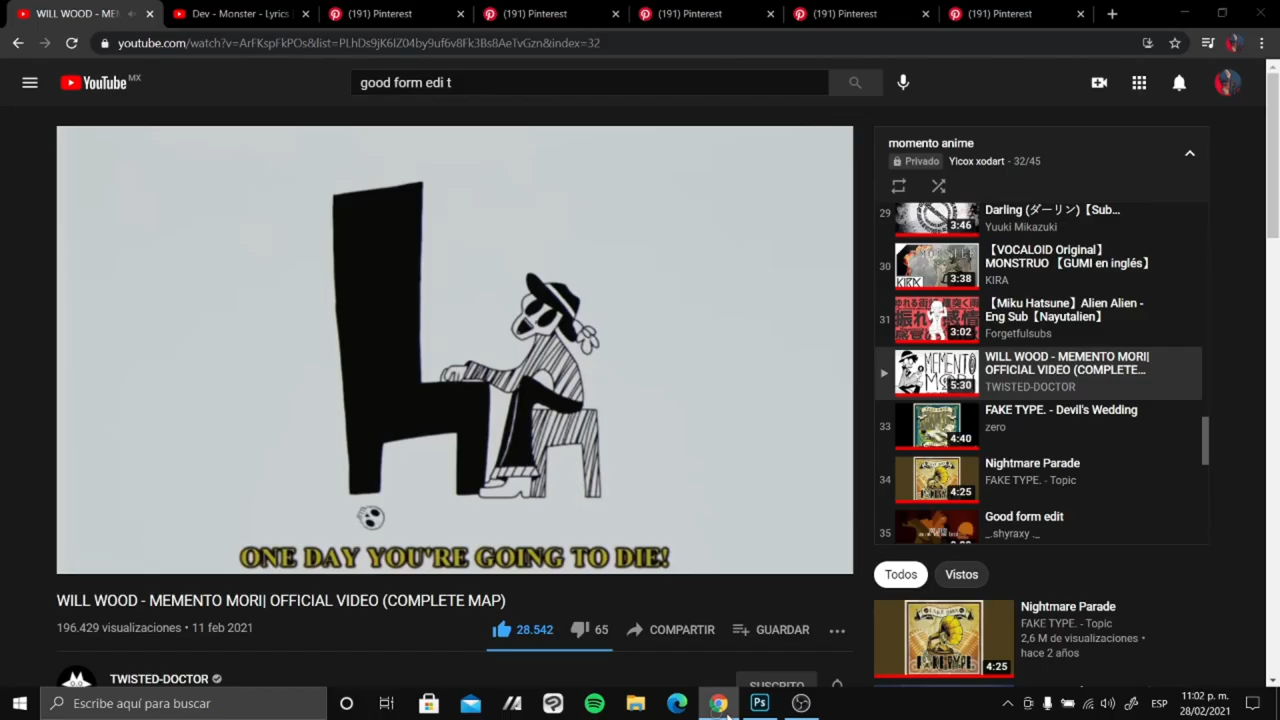 WILL WOOD - MEM
Dev - Monster - Lyrics
(191) Pinterest
(191) Pinterest
(191) Pinterest
(191) Pinterest
(191) Pinterest
youtube.com/watch?v=ArFKspFkPOs&list=PLhDs9jK6IZ04by9uf6v8Fk3Bs8AeTvGzn&index=32
YouTube MX
good form edi t
momento anime
Privado Yicox xodart - 32/45
29
Darling (ダーリン)【Sub...
Yuuki Mikazuki
3:46
30
【VOCALOID Original】
MONSTRUO 【GUMI en inglés】
KIRA
3:38
31
【Miku Hatsune】Alien Alien -
Eng Sub【Nayutalien】
Forgetfulsubs
3:02
MEMENTO
MORI
WILL WOOD - MEMENTO MORI|
OFFICIAL VIDEO (COMPLETE...
TWISTED-DOCTOR
5:30
33
FAKE TYPE. - Devil's Wedding
zero
4:40
34
Nightmare Parade
FAKE TYPE. - Topic
4:25
35
Good form edit
_.shyraxy ._
ONE DAY YOU'RE GOING TO DIE!
Todos
Vistos
WILL WOOD - MEMENTO MORI| OFFICIAL VIDEO (COMPLETE MAP)
196.429 visualizaciones • 11 feb 2021
28.542
65
COMPARTIR
GUARDAR
Nightmare Parade
FAKE TYPE. - Topic
2,6 M de visualizaciones •
hace 2 años
4:25
TWISTED-DOCTOR
SUSCRITO
Escribe aquí para buscar
Ps
ESP
11:02 p. m.
28/02/2021